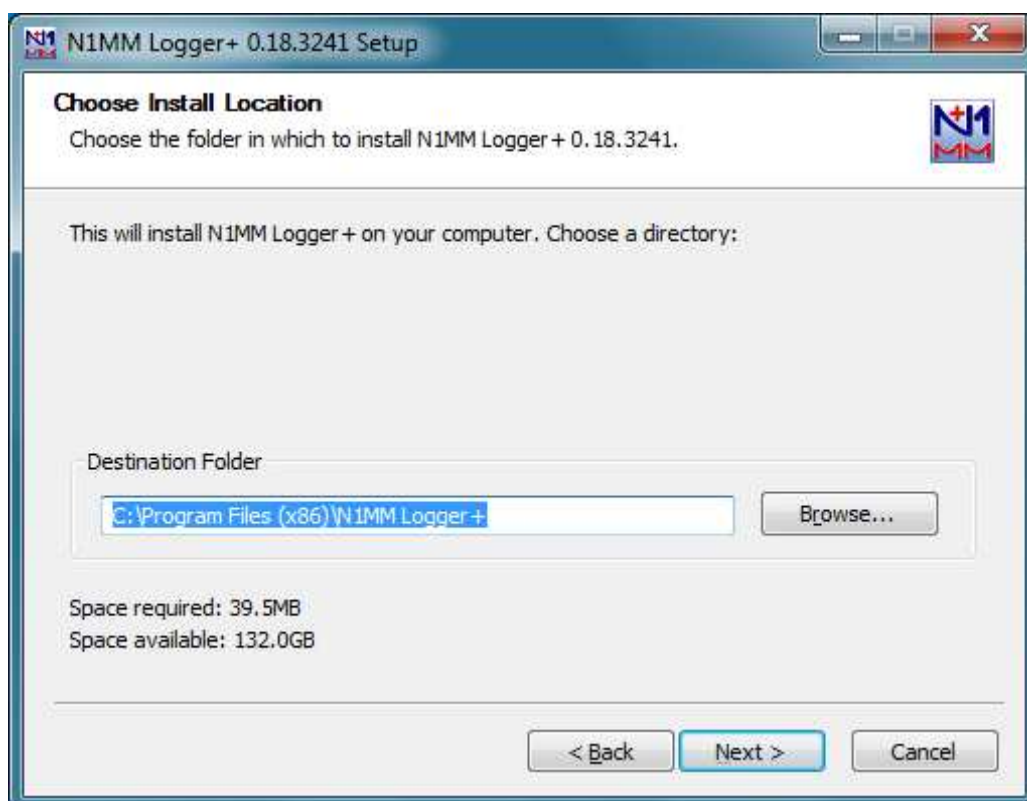 N1MM Logger+ 0.18.3241 Setup
Choose Install Location
Choose the folder in which to install N1MM Logger+ 0.18.3241.
N+1
MM
This will install N1MM Logger+ on your computer. Choose a directory:
Destination Folder
C:\Program Files (x86)\N1MM Logger+
Browse...
Space required: 39.5MB
Space available: 132.0GB
< Back Next > Cancel